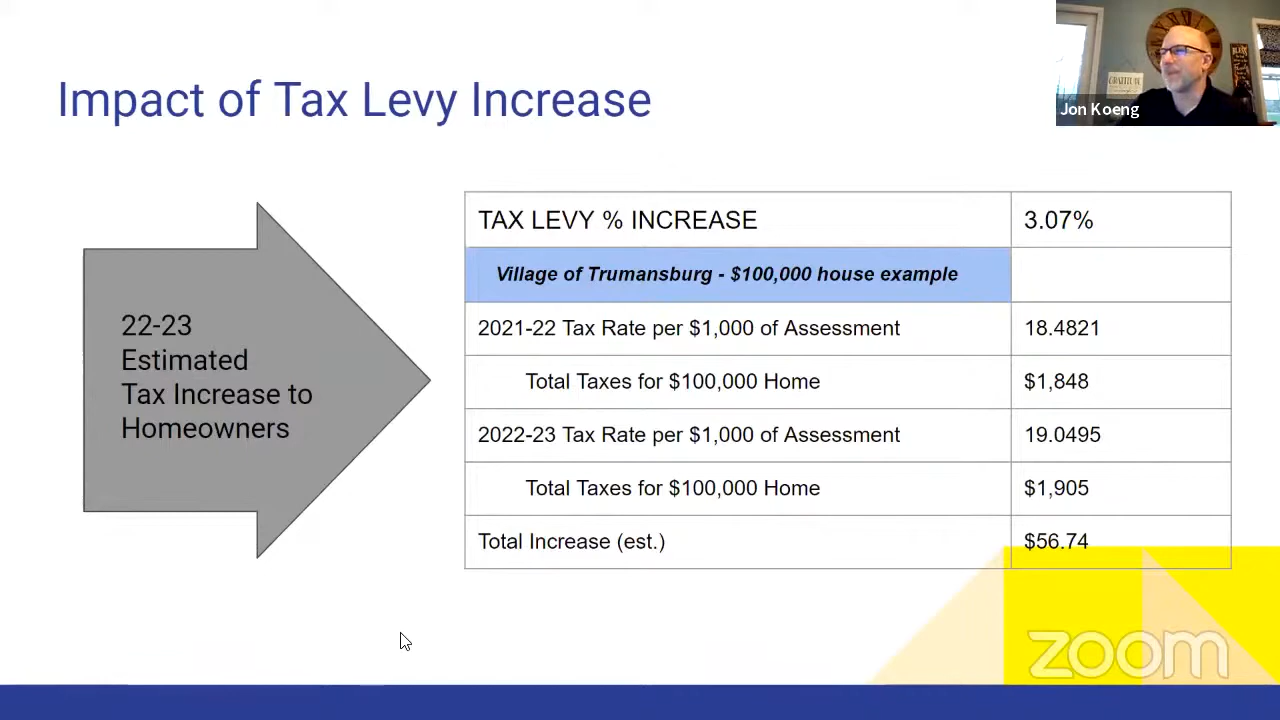 Impact of Tax Levy Increase
Jon Koeng
GRATITUDE
BLESS
22-23
Estimated
Tax Increase to
Homeowners
TAX LEVY % INCREASE 3.07%
Village of Trumansburg - $100,000 house example
2021-22 Tax Rate per $1,000 of Assessment 18.4821
Total Taxes for $100,000 Home $1,848
2022-23 Tax Rate per $1,000 of Assessment 19.0495
Total Taxes for $100,000 Home $1,905
Total Increase (est.) $56.74
zoom